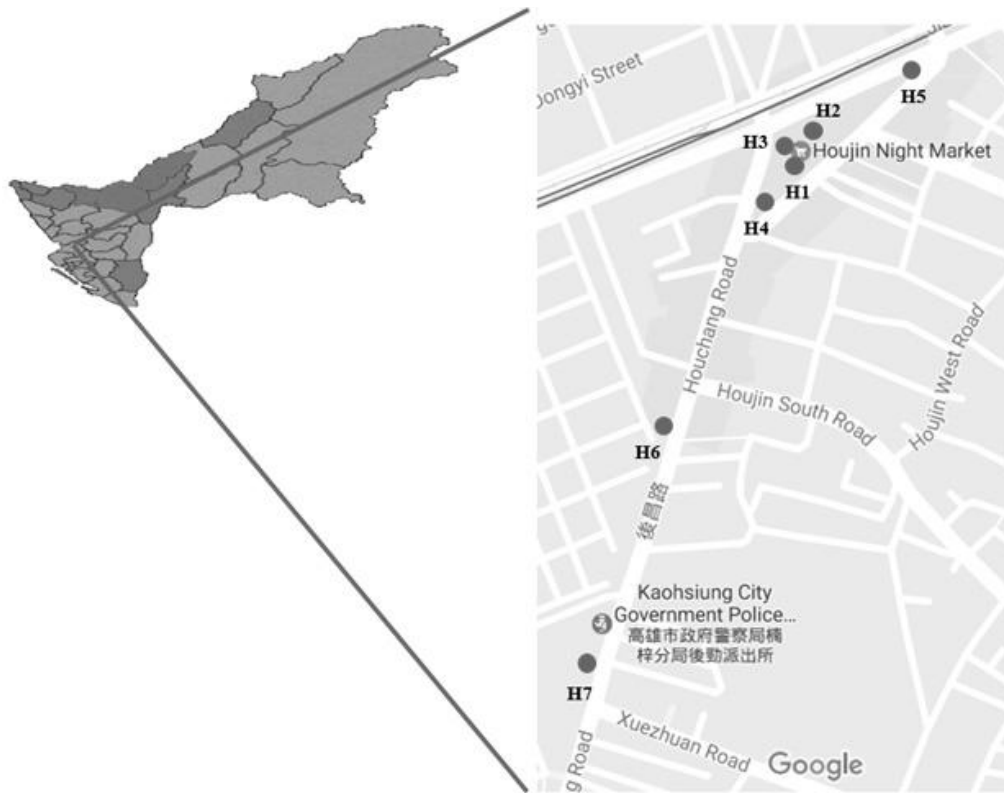 Dongyi Street
H5
H2
H3
Houjin Night Market
H1
H4
Houchang Road
Houjin West Road
Houjin South Road
H6
後昌路
Kaohsiung City
Government Police...
高雄市政府警察局楠
梓分局後勁派出所
H7
Xuezhuan Road
g Road
Google